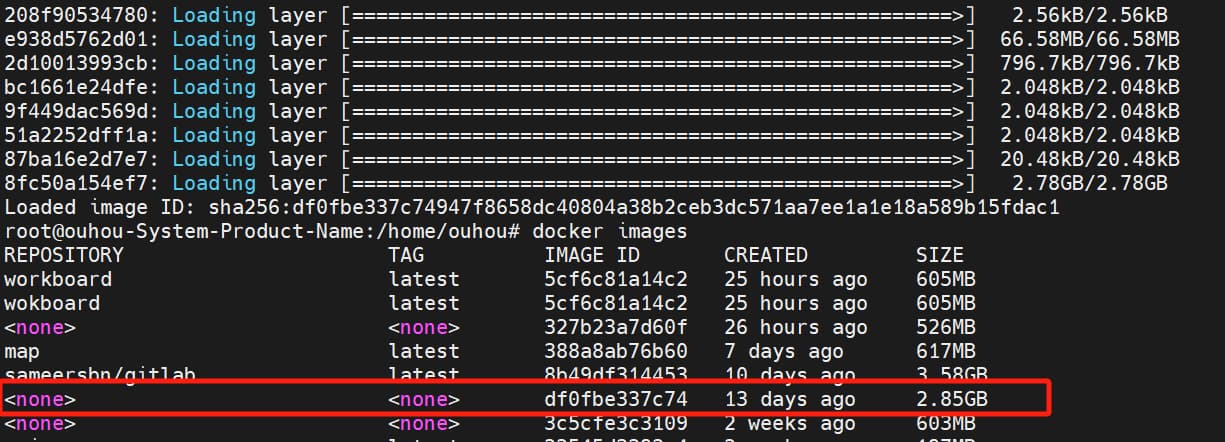 208f90534780: Loading layer [==================================================>]   2.56kB/2.56kB
e938d5762d01: Loading layer [==================================================>]  66.58MB/66.58MB
2d10013993cb: Loading layer [==================================================>]  796.7kB/796.7kB
bc1661e24dfe: Loading layer [==================================================>]  2.048kB/2.048kB
9f449dac569d: Loading layer [==================================================>]  2.048kB/2.048kB
51a2252dff1a: Loading layer [==================================================>]  2.048kB/2.048kB
87ba16e2d7e7: Loading layer [==================================================>]  20.48kB/20.48kB
8fc50a154ef7: Loading layer [==================================================>]   2.78GB/2.78GB
Loaded image ID: sha256:df0fbe337c74947f8658dc40804a38b2ceb3dc571aa7ee1a1e18a589b15fdac1
root@ouhou-System-Product-Name:/home/ouhou# docker images
REPOSITORY TAG IMAGE ID CREATED SIZE
workboard latest 5cf6c81a14c2 25 hours ago 605MB
wokboard latest 5cf6c81a14c2 25 hours ago 605MB
<none> <none> 327b23a7d60f 26 hours ago 526MB
map latest 388a8ab76b60 7 days ago 617MB
sameersbn/gitlab latest 8b49df314453 10 days ago 3.58GB
<none> <none> df0fbe337c74 13 days ago 2.85GB
<none> <none> 3c5cfe3c3109 2 weeks ago 603MB